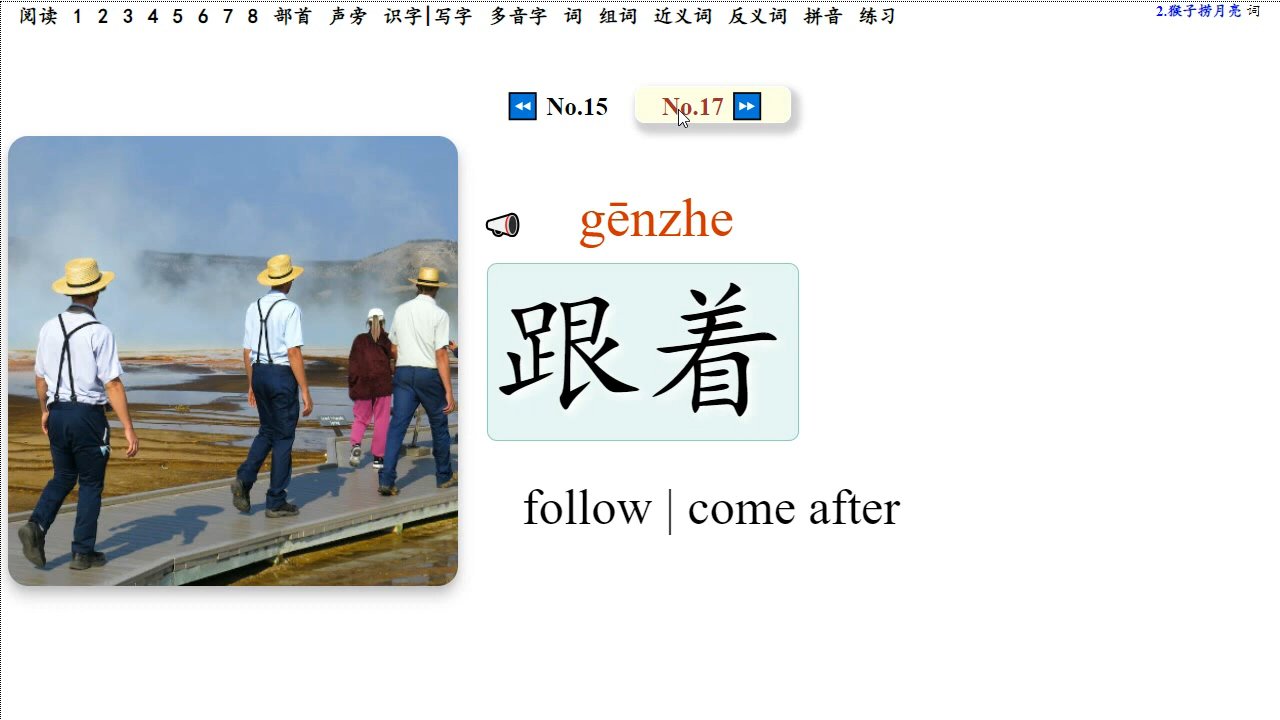 阅读 1 2 3 4 5 6 7 8 部首 声旁 识字|写字 多音字 词 组词 近义词 反义词 拼音 练习
2.猴子捞月亮 词
No.15 No.17
gēnzhe
跟着
follow | come after